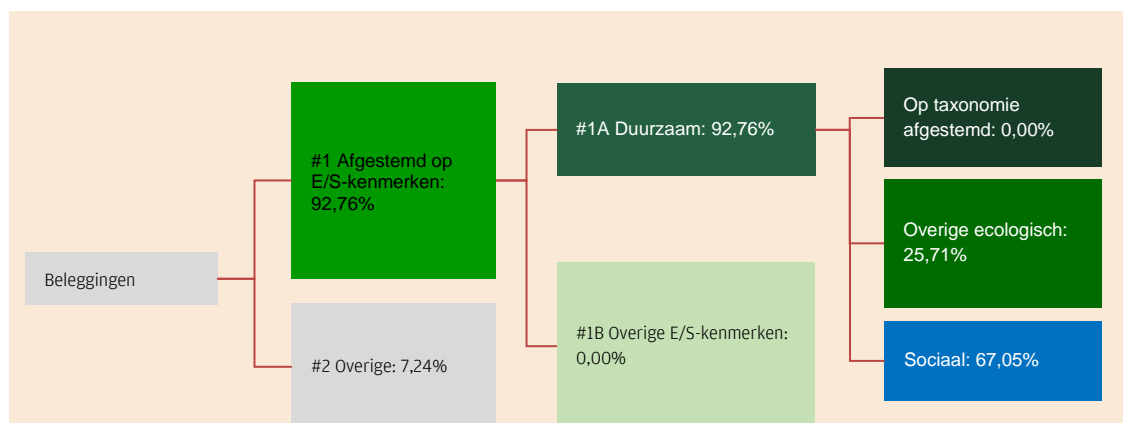 Beleggingen
#1 Afgestemd op
E/S-kenmerken:
92,76%
#2 Overige: 7,24%
#1A Duurzaam: 92,76%
#1B Overige E/S-kenmerken:
0,00%
Op taxonomie
afgestemd: 0,00%
Overige ecologisch:
25,71%
Sociaal: 67,05%